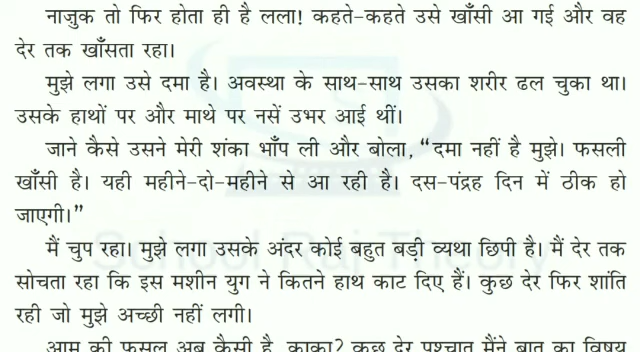 नाजुक तो फिर होता ही है लला! कहते-कहते उसे खाँसी आ गई और वह
देर तक खाँसता रहा।
मुझे लगा उसे दमा है। अवस्था के साथ-साथ उसका शरीर ढल चुका था।
उसके हाथों पर और माथे पर नसें उभर आई थीं।
जाने कैसे उसने मेरी शंका भाँप ली और बोला, “दमा नहीं है मुझे। फसली
खाँसी है। यही महीने-दो-महीने से आ रही है। दस-पंद्रह दिन में ठीक हो
जाएगी।”
मैं चुप रहा। मुझे लगा उसके अंदर कोई बहुत बड़ी व्यथा छिपी है। मैं देर तक
सोचता रहा कि इस मशीन युग ने कितने हाथ काट दिए हैं। कुछ देर फिर शांति
रही जो मुझे अच्छी नहीं लगी।
आम की फसल अब कैसी है, काका? कुछ देर पश्चात मैंने बात का विषय
School Raj Theory